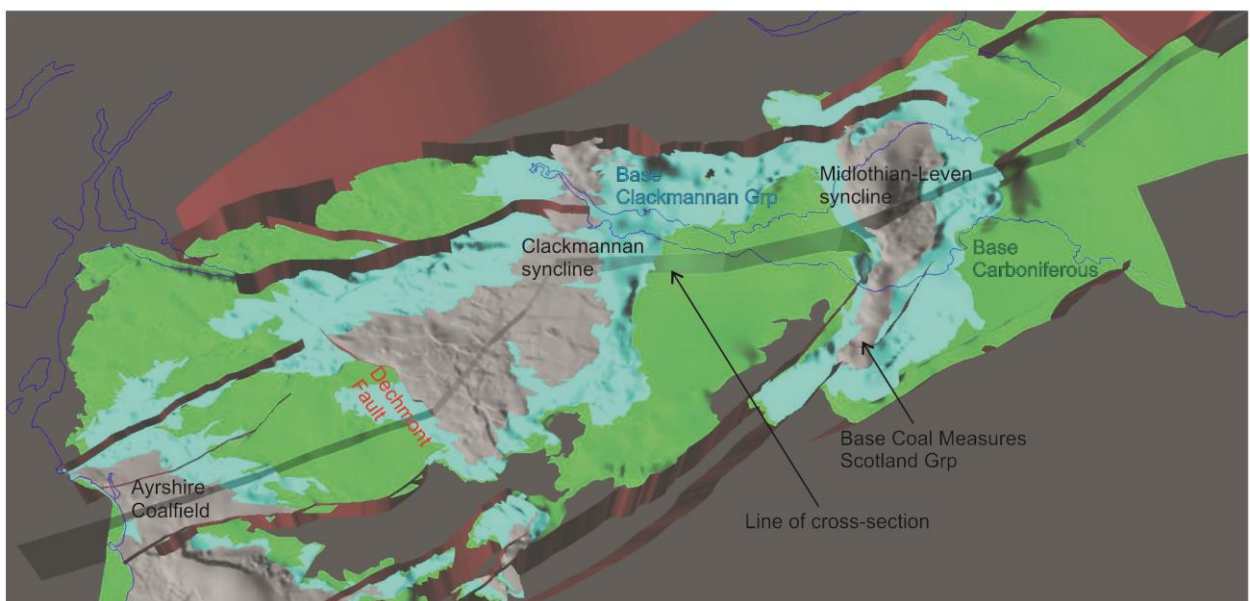 Base
Clackmannan Grp
Midlothian-Leven
syncline
Clackmannan
syncline
Base
Carboniferous
Dechmont
Fault
Base Coal Measures
Scotland Grp
Ayrshire
Coalfield
Line of cross-section